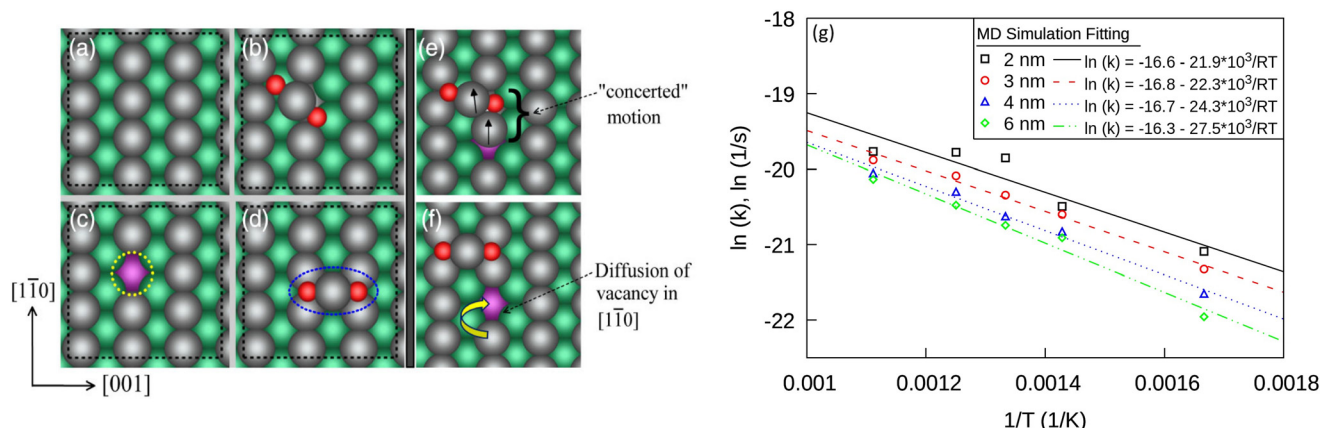 (a)
(b)
(e)
"concerted"
motion
(c)
(d)
(f)
Diffusion of
vacancy in
[11̅0]
[11̅0]
[001]
(g)
MD Simulation Fitting
2 nm ln (k) = -16.6 - 21.9*10³/RT
3 nm ln (k) = -16.8 - 22.3*10³/RT
4 nm ln (k) = -16.7 - 24.3*10³/RT
6 nm ln (k) = -16.3 - 27.5*10³/RT
ln (k), ln (1/s)
-18
-19
-20
-21
-22
0.001 0.0012 0.0014 0.0016 0.0018
1/T (1/K)